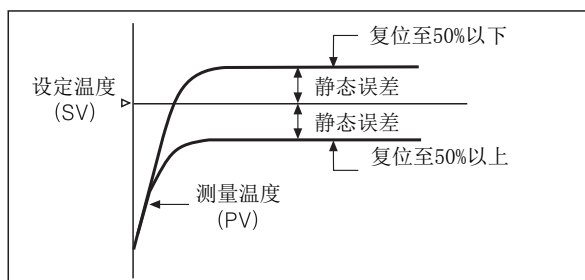 复位至50%以下
设定温度
(SV)
静态误差
静态误差
复位至50%以上
测量温度
(PV)